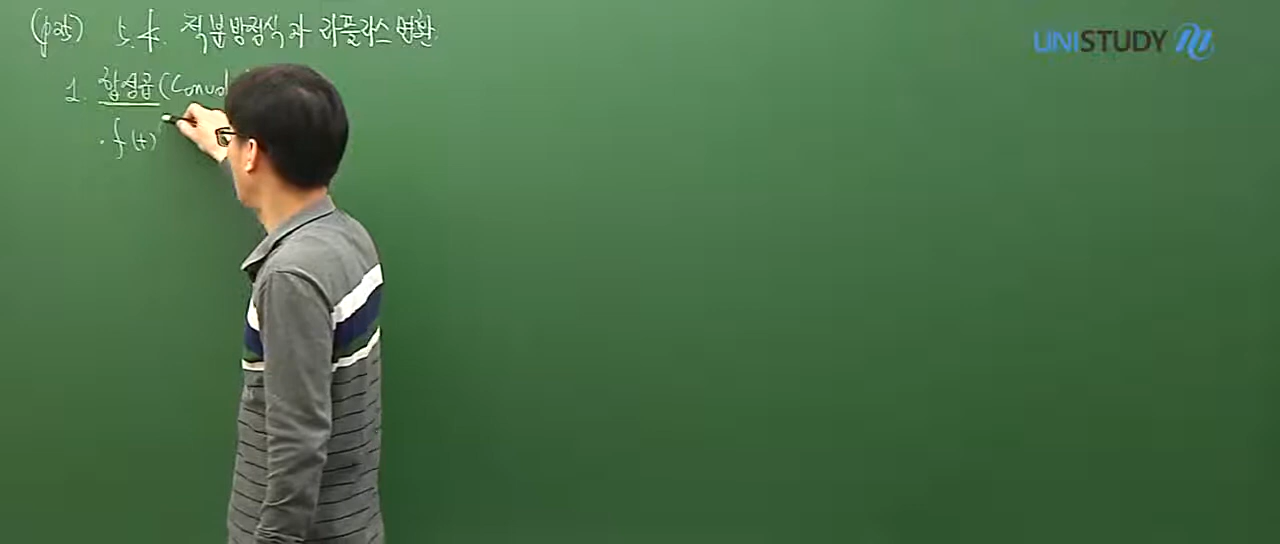 (p25) 5.4. 적분방정식과 라플라스 변환.
UNISTUDY
1. 합성곱 (Convol
· f(t)